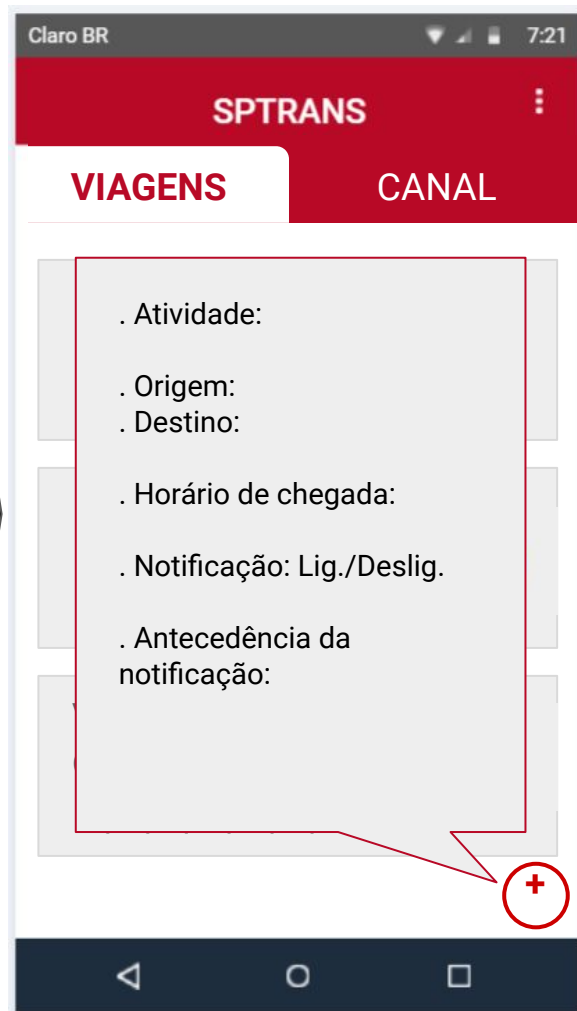 Claro BR 7:21
SPTRANS
VIAGENS CANAL
. Atividade:
. Origem:
. Destino:
. Horário de chegada:
. Notificação: Lig./Deslig.
. Antecedência da
notificação:
+